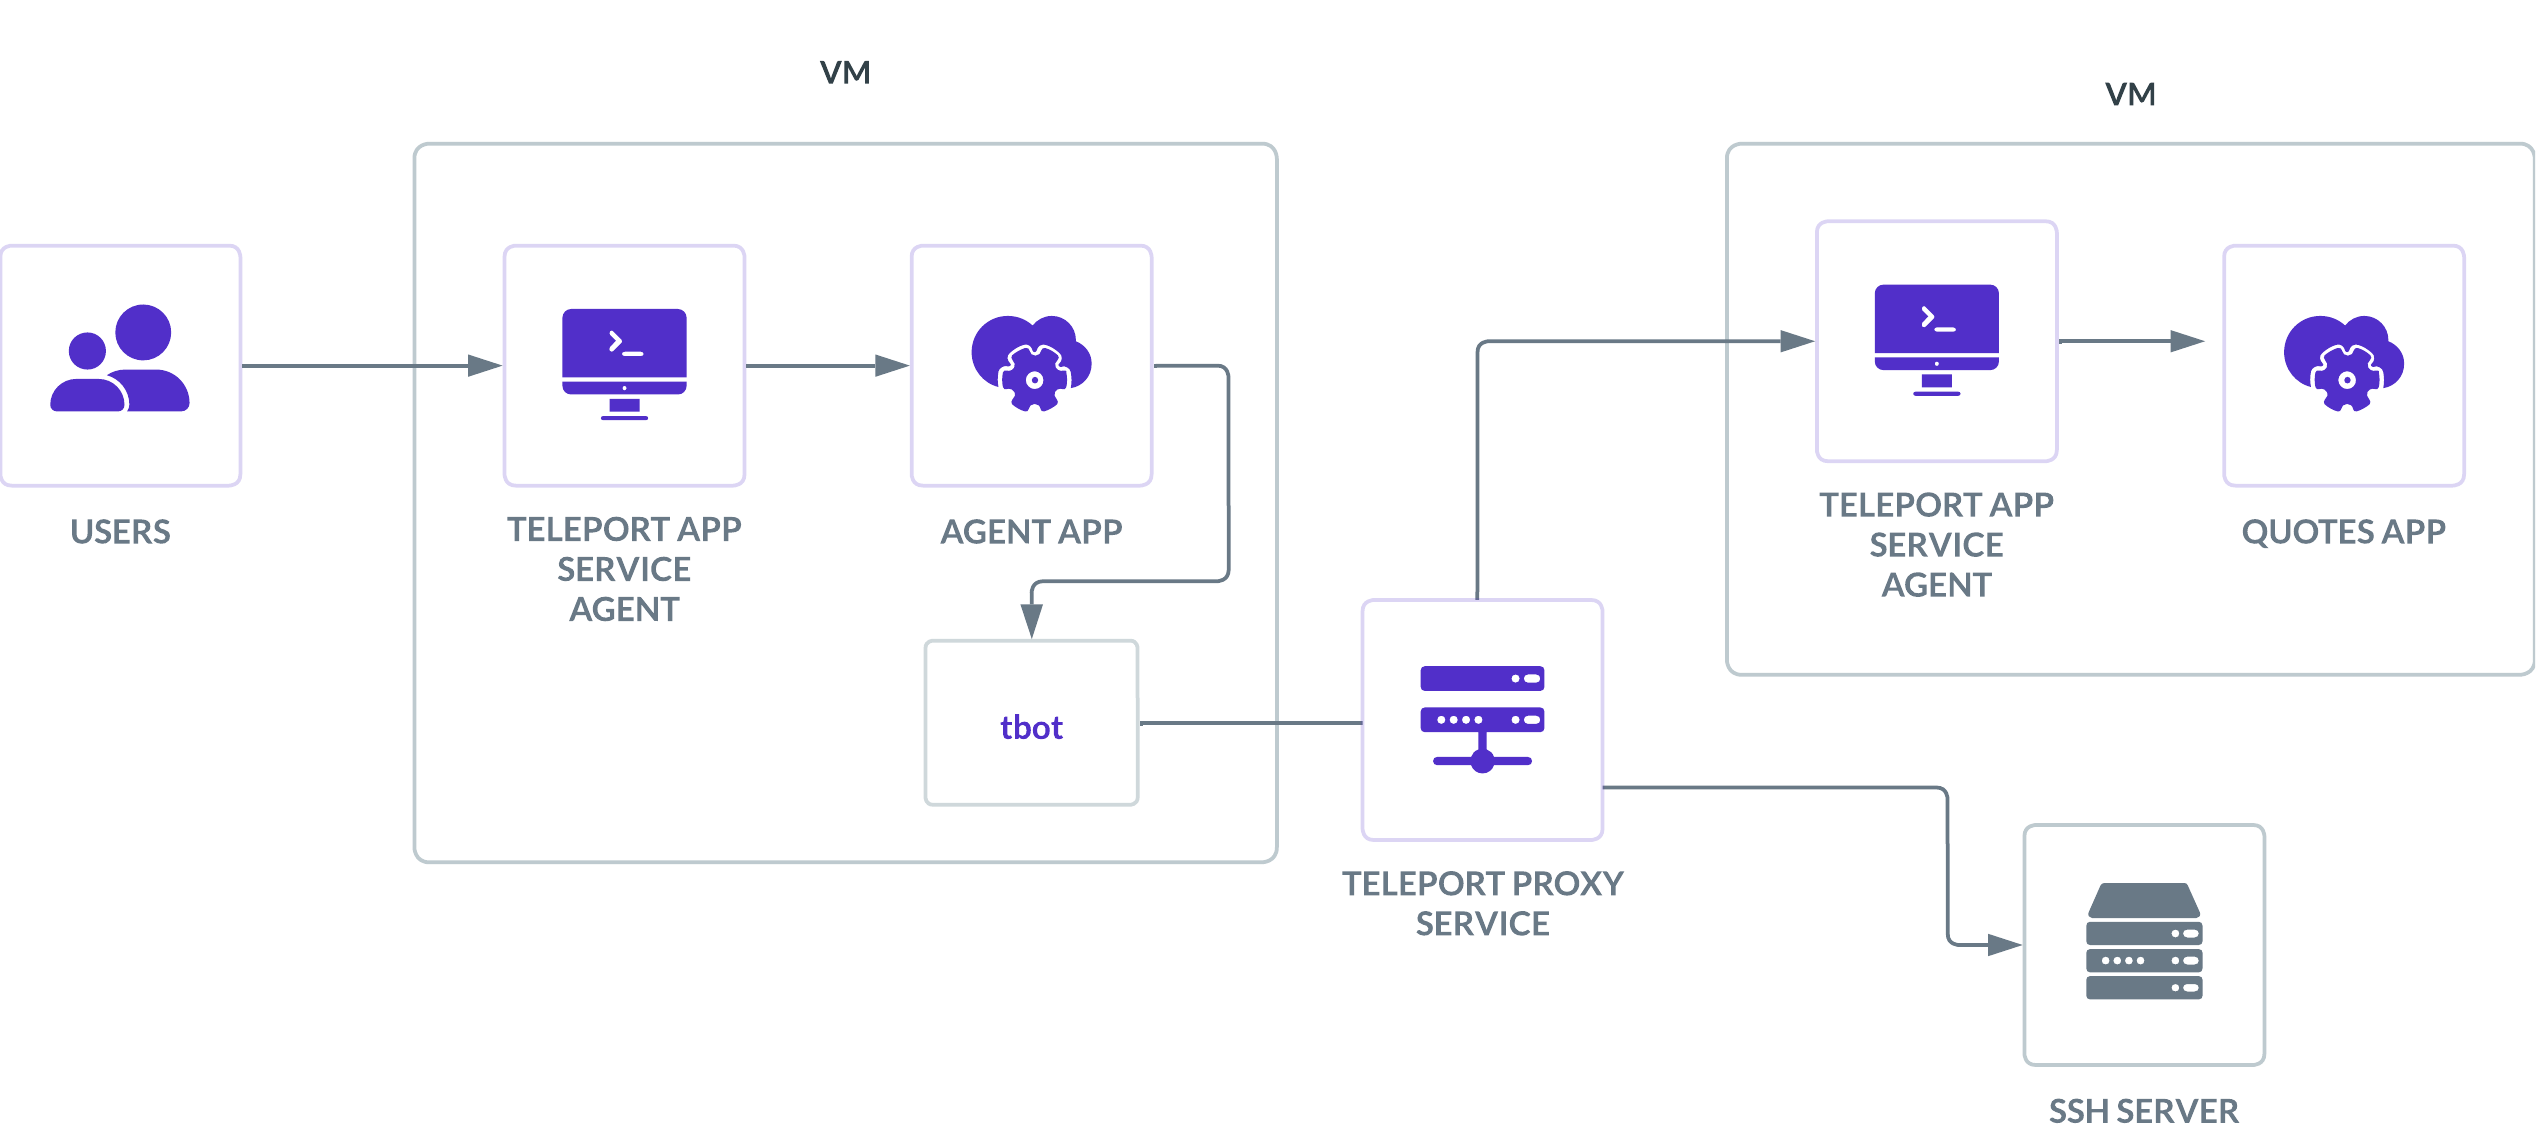 VM
VM
USERS
TELEPORT APP
SERVICE
AGENT
AGENT APP
tbot
TELEPORT PROXY
SERVICE
TELEPORT APP
SERVICE
AGENT
QUOTES APP
SSH SERVER